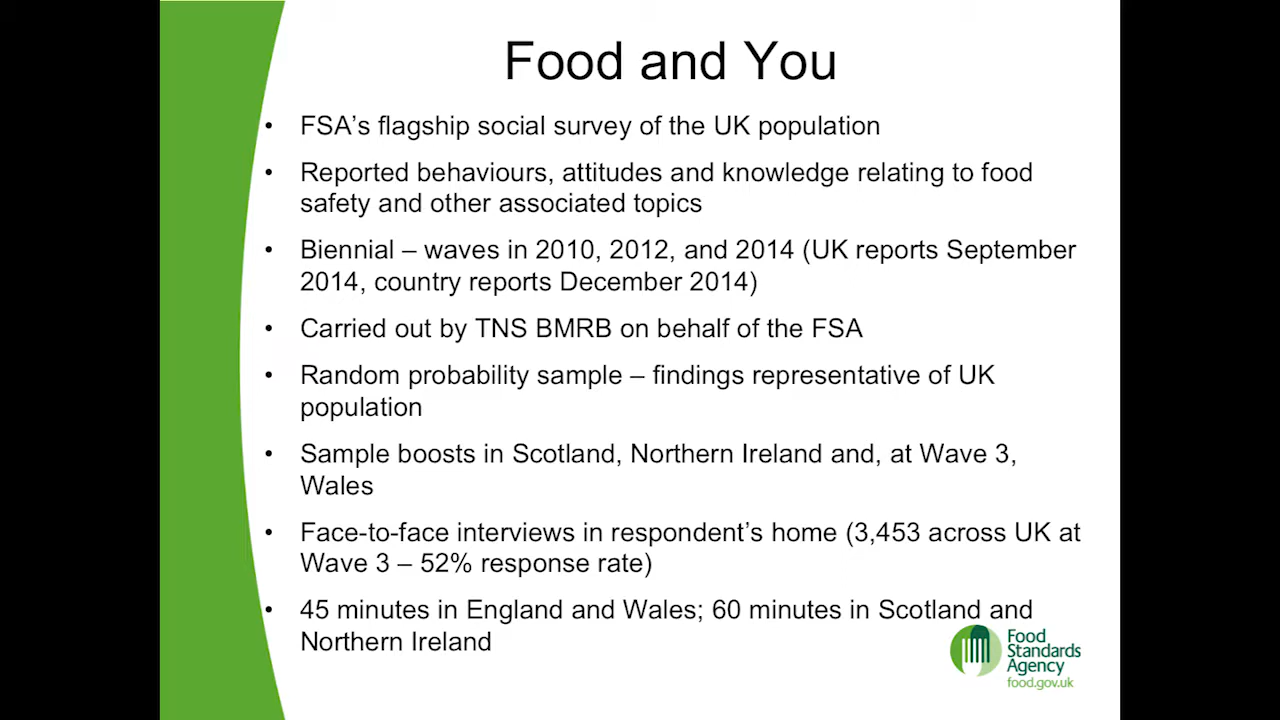 Food and You
• FSA’s flagship social survey of the UK population
• Reported behaviours, attitudes and knowledge relating to food
safety and other associated topics
• Biennial – waves in 2010, 2012, and 2014 (UK reports September
2014, country reports December 2014)
• Carried out by TNS BMRB on behalf of the FSA
• Random probability sample – findings representative of UK
population
• Sample boosts in Scotland, Northern Ireland and, at Wave 3,
Wales
• Face-to-face interviews in respondent’s home (3,453 across UK at
Wave 3 – 52% response rate)
• 45 minutes in England and Wales; 60 minutes in Scotland and
Northern Ireland
Food
Standards
Agency
food.gov.uk